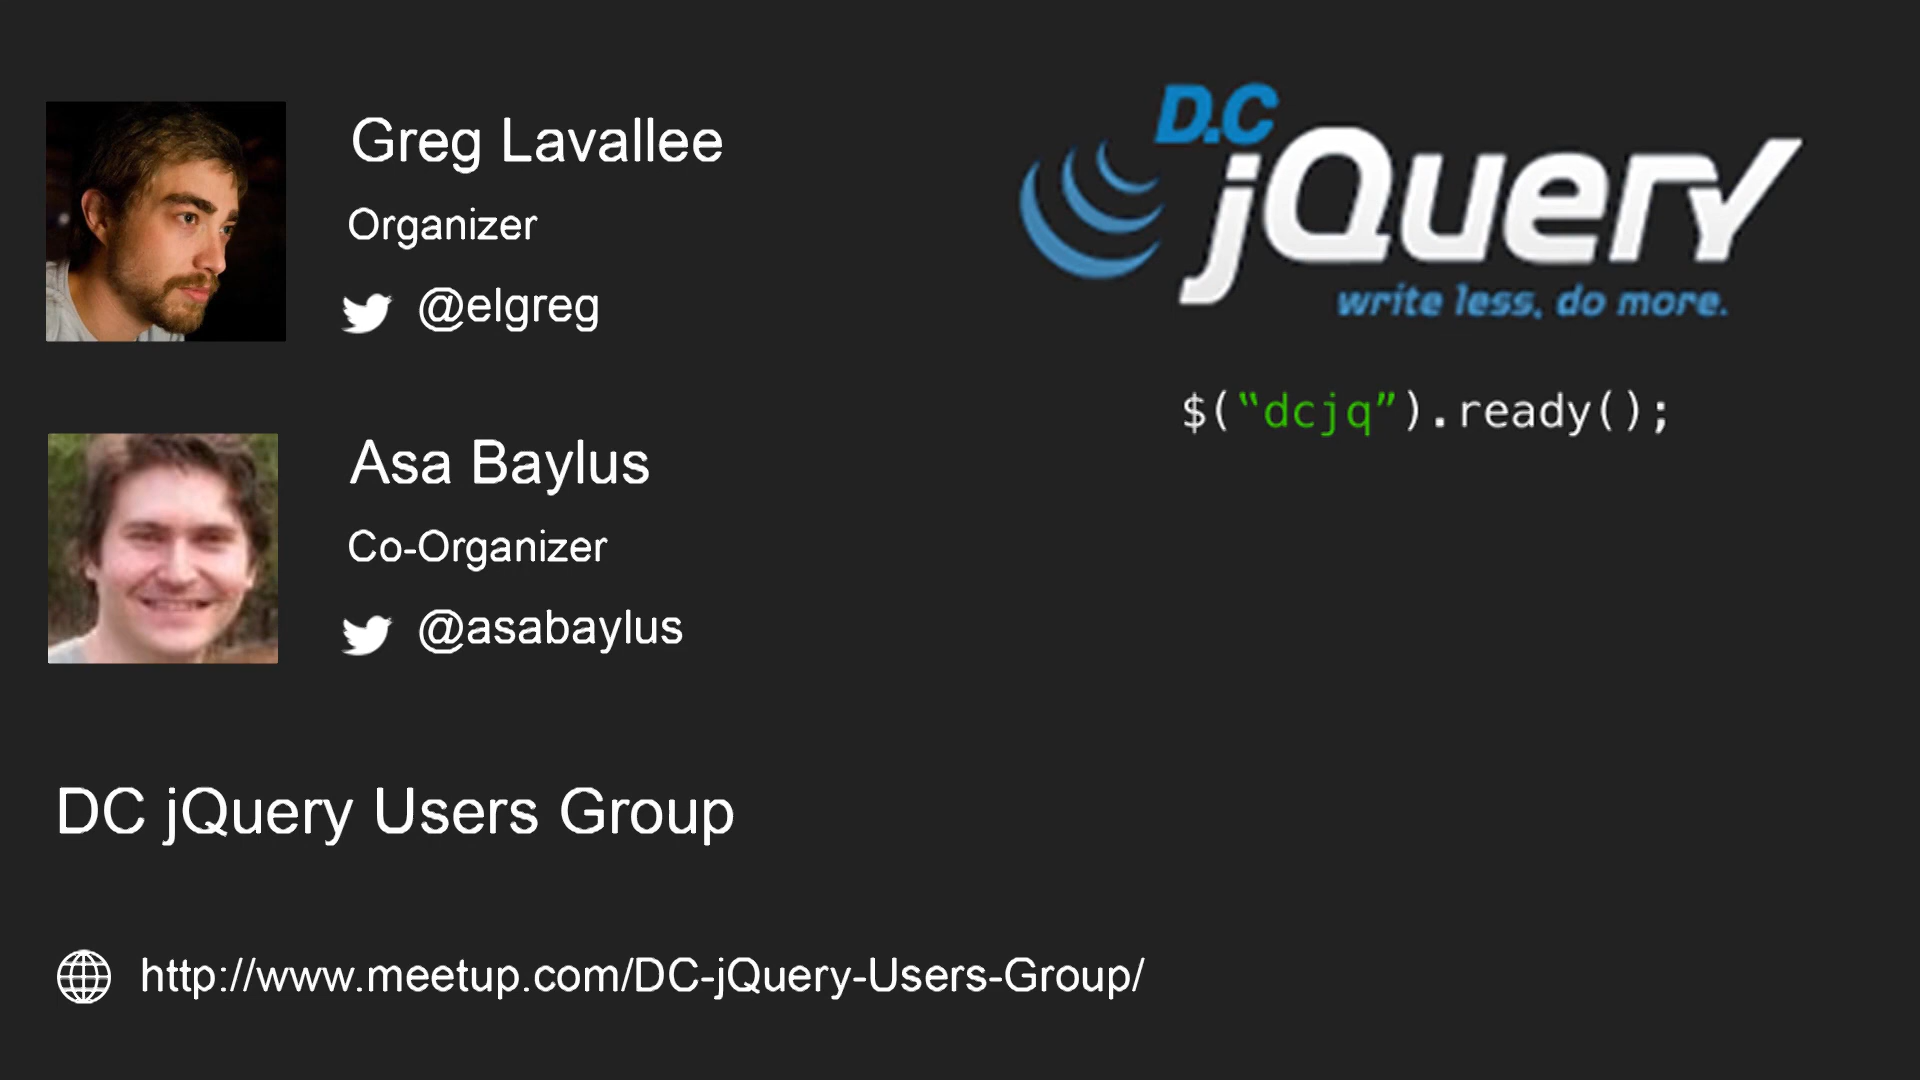 Greg Lavallee
Organizer
@elgreg
Asa Baylus
Co-Organizer
@asabaylus
DC jQuery Users Group
http://www.meetup.com/DC-jQuery-Users-Group/
D.C
jQuery
write less, do more.
$(“dcjq”).ready();